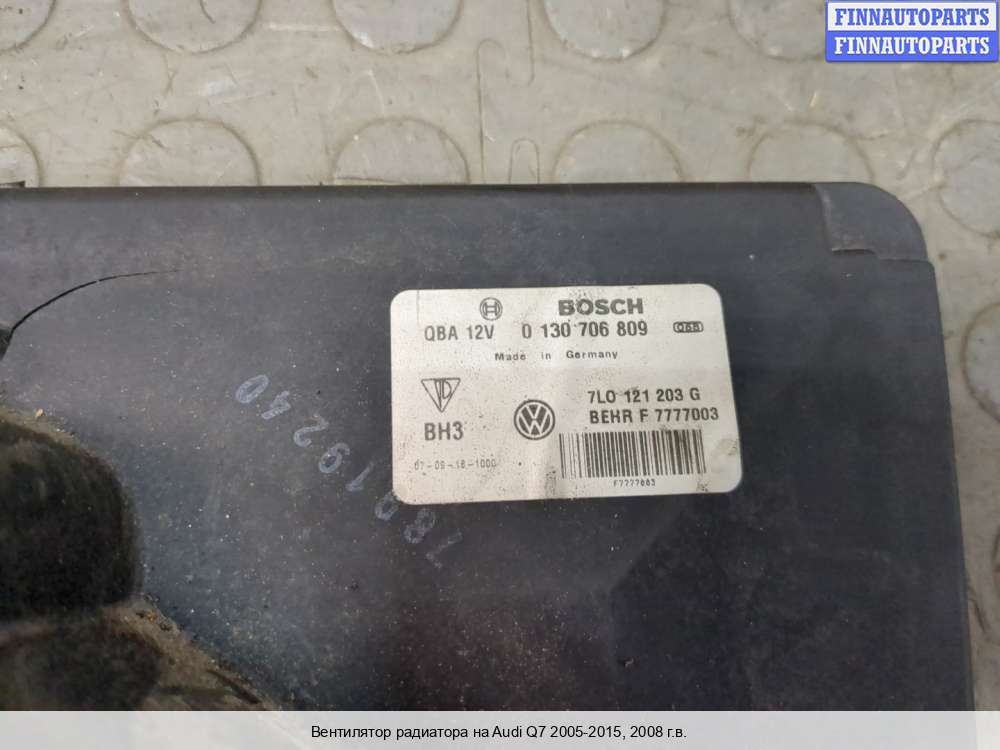 FINNAUTOPARTS
FINNAUTOPARTS
BOSCH
QBA 12V 0 130 706 809
Made in Germany
7L0 121 203 G
BH3
BEHR F 7777003
07-09-18-1000
F7777003
Вентилятор радиатора на Audi Q7 2005-2015, 2008 г.в.